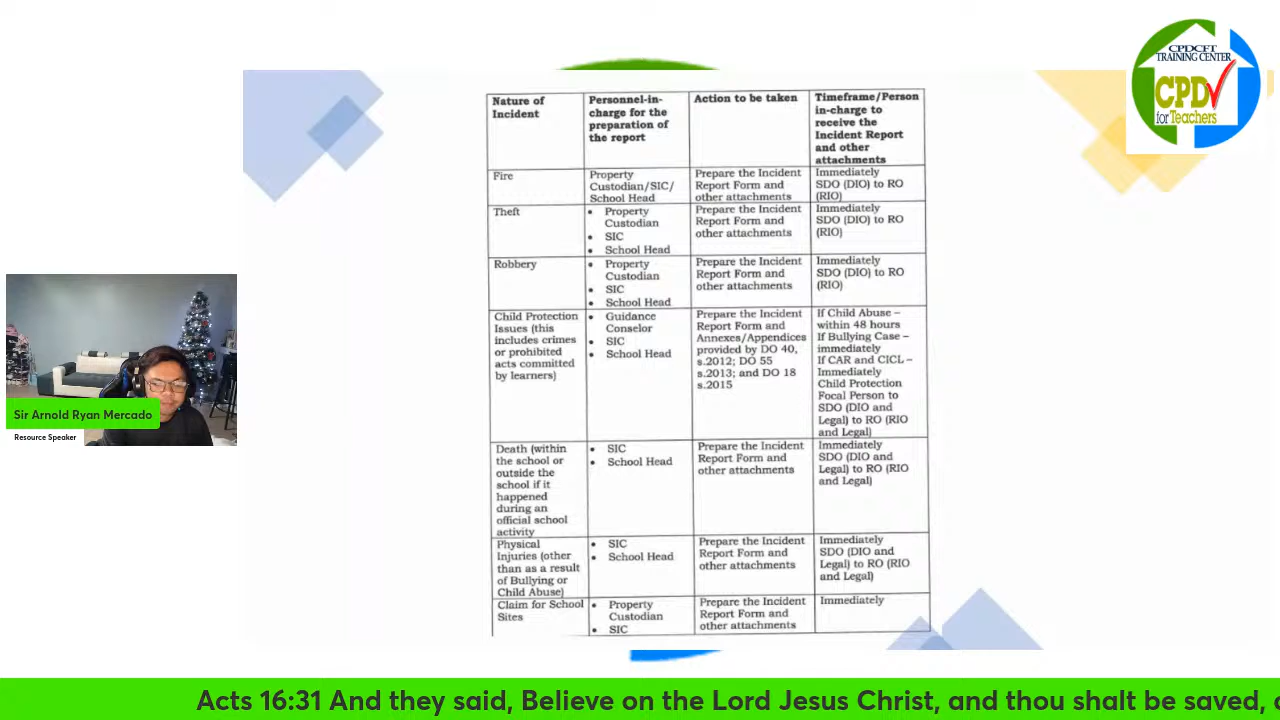 CPDCFT
TRAINING CENTER
CPD
for Teachers
Nature of
Incident
Personnel-in-
charge for the
preparation of
the report
Action to be taken
Timeframe/Person
in-charge to
receive the
Incident Report
and other
attachments
Fire
Property
Custodian/SIC/
School Head
Prepare the Incident
Report Form and
other attachments
Immediately
SDO (DIO) to RO
(RIO)
Theft
• Property
Custodian
• SIC
• School Head
Prepare the Incident
Report Form and
other attachments
Immediately
SDO (DIO) to RO
(RIO)
Robbery
• Property
Custodian
• SIC
• School Head
Prepare the Incident
Report Form and
other attachments
Immediately
SDO (DIO) to RO
(RIO)
Child Protection
Issues (this
includes crimes
or prohibited
acts committed
by learners)
• Guidance
Conselor
• SIC
• School Head
Prepare the Incident
Report Form and
Annexes/Appendices
provided by DO 40,
s.2012; DO 55
s.2013; and DO 18
s.2015
If Child Abuse –
within 48 hours
If Bullying Case –
immediately
If CAR and CICL –
Immediately
Child Protection
Focal Person to
SDO (DIO and
Legal) to RO (RIO
and Legal)
Death (within
the school or
outside the
school if it
happened
during an
official school
activity
• SIC
• School Head
Prepare the Incident
Report Form and
other attachments
Immediately
SDO (DIO and
Legal) to RO (RIO
and Legal)
Physical
Injuries (other
than as a result
of Bullying or
Child Abuse)
• SIC
• School Head
Prepare the Incident
Report Form and
other attachments
Immediately
SDO (DIO and
Legal) to RO (RIO
and Legal)
Claim for School
Sites
• Property
Custodian
• SIC
Prepare the Incident
Report Form and
other attachments
Immediately
Sir Arnold Ryan Mercado
Resource Speaker
Acts 16:31 And they said, Believe on the Lord Jesus Christ, and thou shalt be saved,